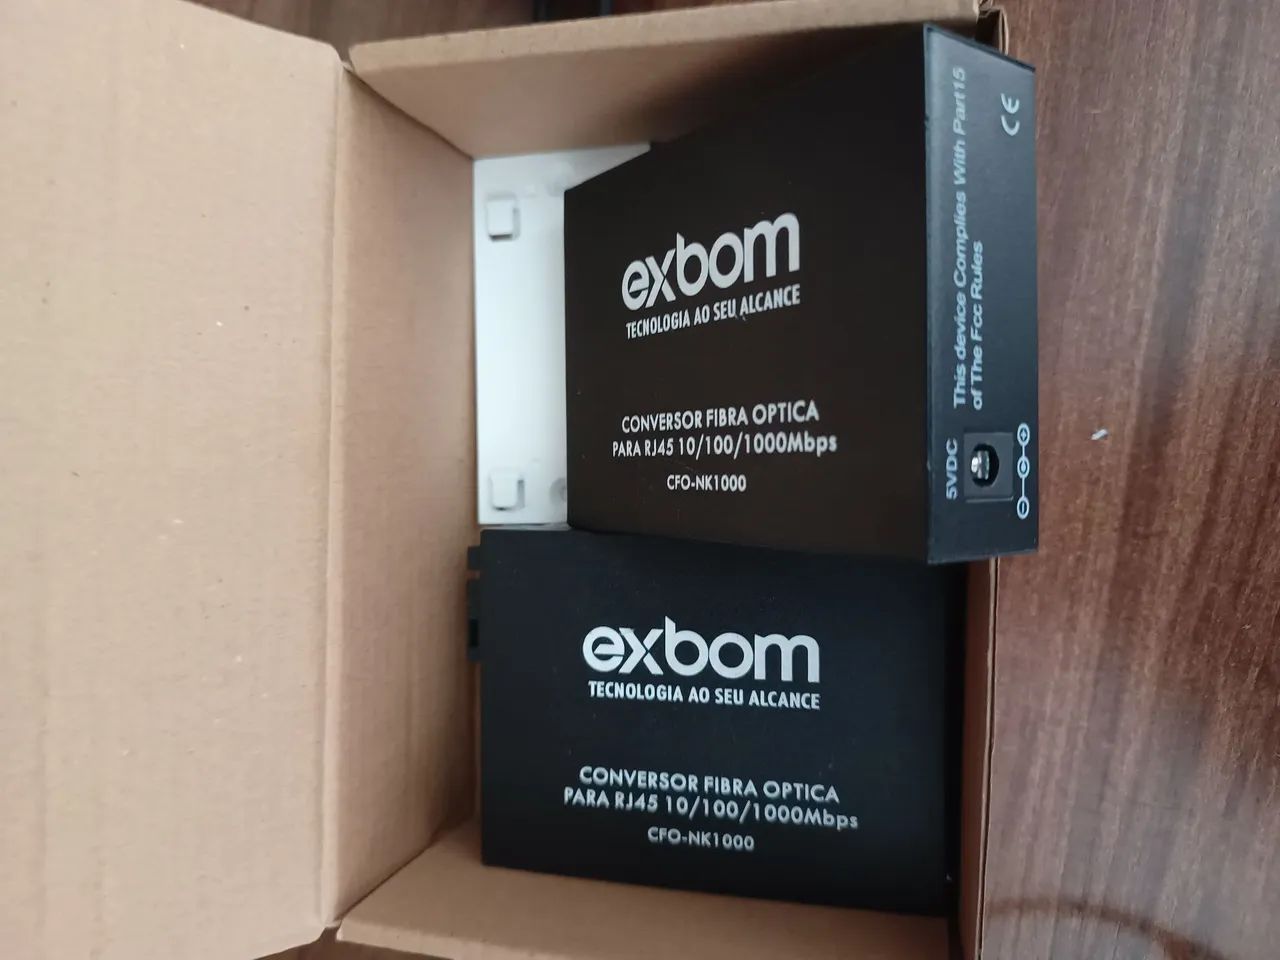 exbom
TECNOLOGIA AO SEU ALCANCE
CONVERSOR FIBRA OPTICA
PARA RJ45 10/100/1000Mbps
CFO-NK1000
This device Complies With Part15
of The Fcc Rules
CE
5VDC
exbom
TECNOLOGIA AO SEU ALCANCE
CONVERSOR FIBRA OPTICA
PARA RJ45 10/100/1000Mbps
CFO-NK1000